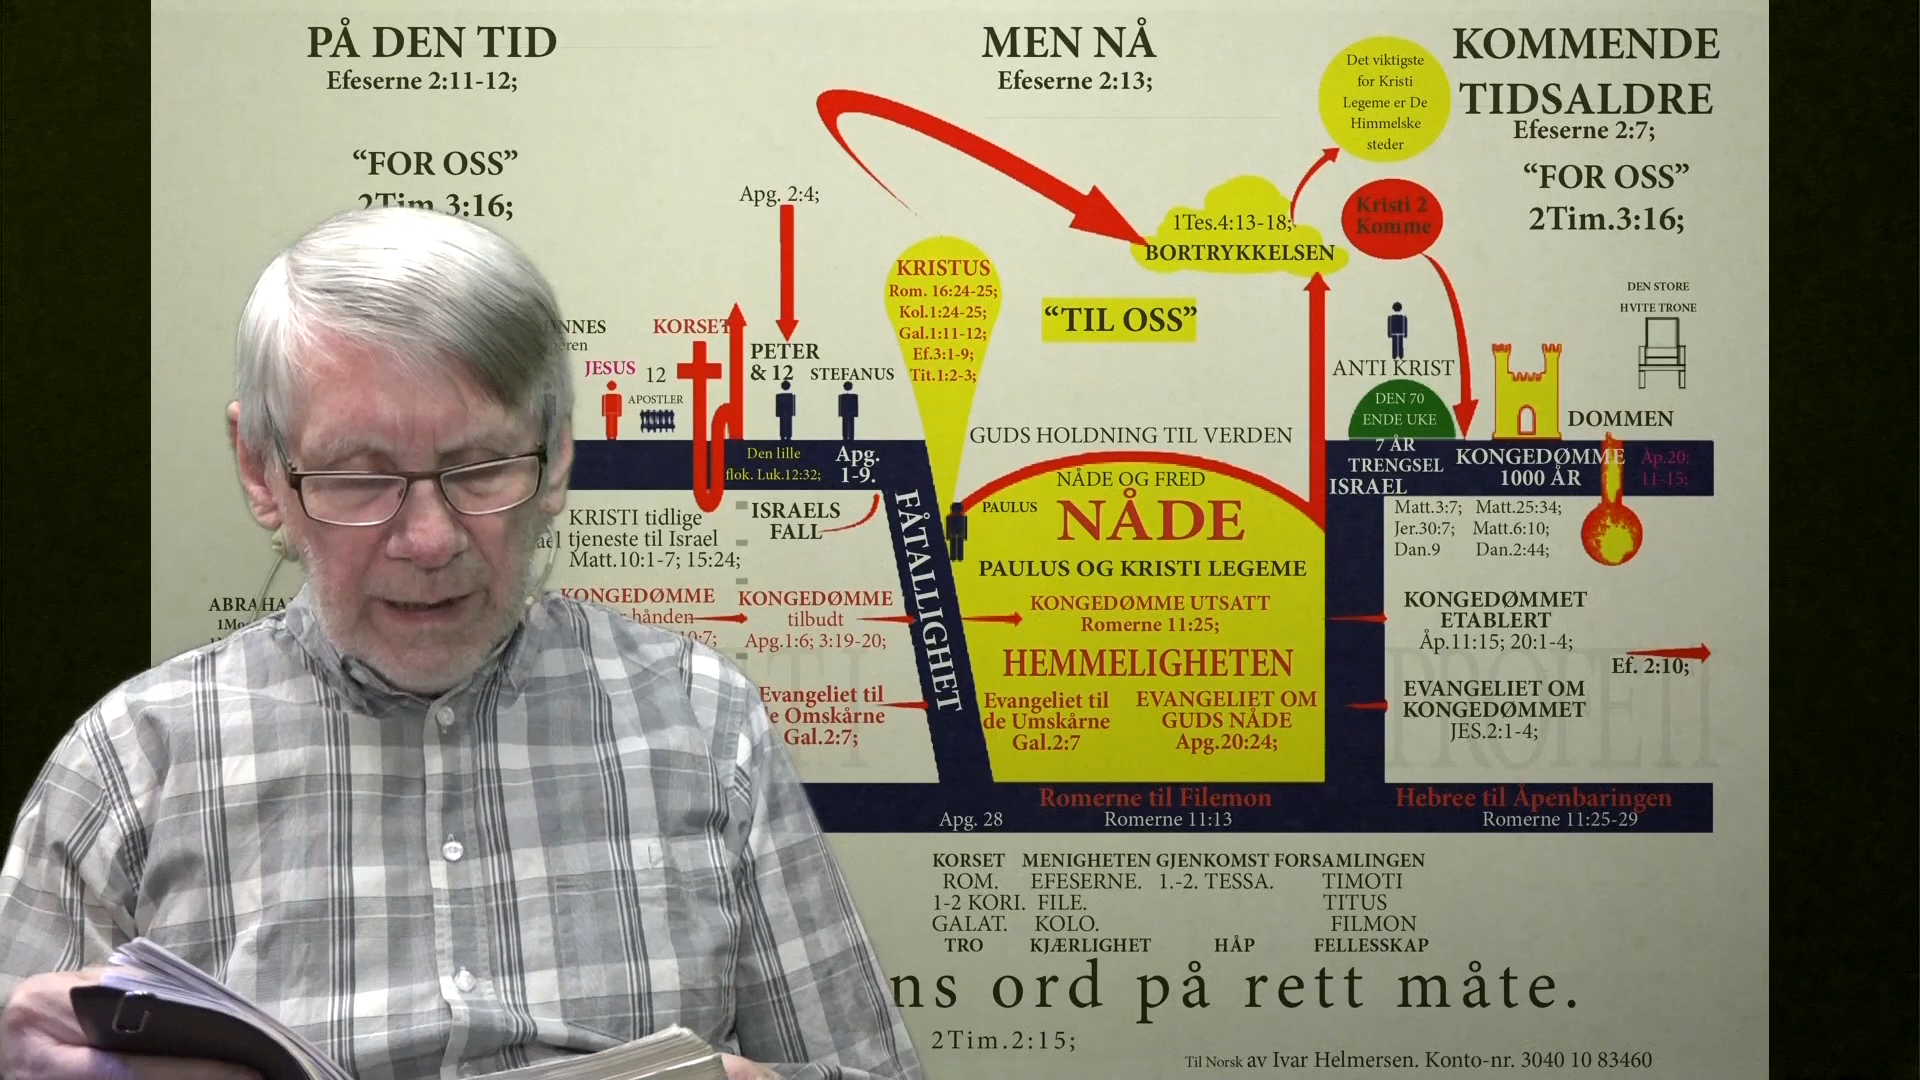 PÅ DEN TID
Efeserne 2:11-12;
“FOR OSS”
2Tim.3:16;
MEN NÅ
Efeserne 2:13;
Det viktigste
for Kristi
Legeme er De
Himmelske
steder
KOMMENDE
TIDSALDRE
Efeserne 2:7;
“FOR OSS”
2Tim.3:16;
Apg. 2:4;
1Tes.4:13-18;
BORTRYKKELSEN
Kristi 2
Komme
KRISTUS
Rom. 16:24-25;
Kol.1:24-25;
Gal.1:11-12;
Ef.3:1-9;
Tit.1:2-3;
“TIL OSS”
DEN STORE
HVITE TRONE
KORSET
JESUS
12
APOSTLER
PETER
& 12
STEFANUS
ANTI KRIST
DEN 70
ENDE UKE
DOMMEN
GUDS HOLDNING TIL VERDEN
Den lille
flok. Luk.12:32;
Apg.
1-9.
7 ÅR
TRENGSEL
ISRAEL
KONGEDØMME
1000 ÅR
Åp.20:
11-15;
NÅDE OG FRED
NÅDE
PAULUS
PAULUS OG KRISTI LEGEME
ISRAELS
FALL
FÅTALLIGHET
KRISTI tidlige
tjeneste til Israel
Matt.10:1-7; 15:24;
Matt.3:7; Matt.25:34;
Jer.30:7; Matt.6:10;
Dan.9 Dan.2:44;
KONGEDØMME
hånden
10:7;
KONGEDØMME
tilbudt
Apg.1:6; 3:19-20;
KONGEDØMME UTSATT
Romerne 11:25;
KONGEDØMMET
ETABLERT
Åp.11:15; 20:1-4;
Ef. 2:10;
HEMMELIGHETEN
Evangeliet til
Omskårne
Gal.2:7;
Evangeliet til
de Umskårne
Gal.2:7
EVANGELIET OM
GUDS NÅDE
Apg.20:24;
EVANGELIET OM
KONGEDØMMET
JES.2:1-4;
PROFETI
Romerne til Filemon
Apg. 28
Romerne 11:13
Hebree til Åpenbaringen
Romerne 11:25-29
KORSET MENIGHETEN GJENKOMST FORSAMLINGEN
ROM. EFESERNE. 1.-2. TESSA. TIMOTI
1-2 KORI. FILE. TITUS
GALAT. KOLO. FILMON
TRO KJÆRLIGHET HÅP FELLESSKAP
ord på rett måte.
2Tim.2:15;
Til Norsk av Ivar Helmersen. Konto-nr. 3040 10 83460